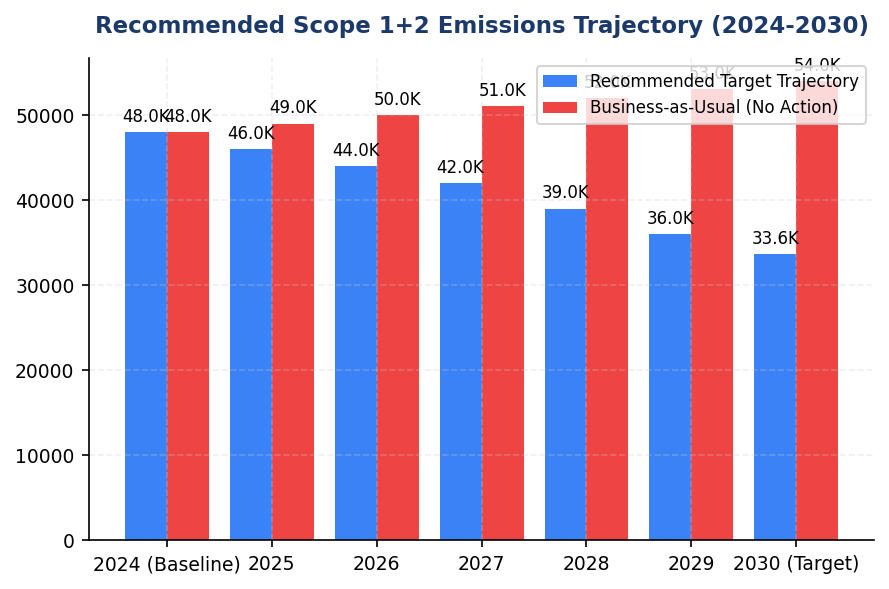 Recommended Scope 1+2 Emissions Trajectory (2024-2030)
Recommended Target Trajectory
Business-as-Usual (No Action)
50000
40000
30000
20000
10000
0
48.0K 48.0K
46.0K 49.0K
44.0K 50.0K
42.0K 51.0K
39.0K
36.0K 53.0K
33.6K 54.0K
2024 (Baseline) 2025 2026 2027 2028 2029 2030 (Target)